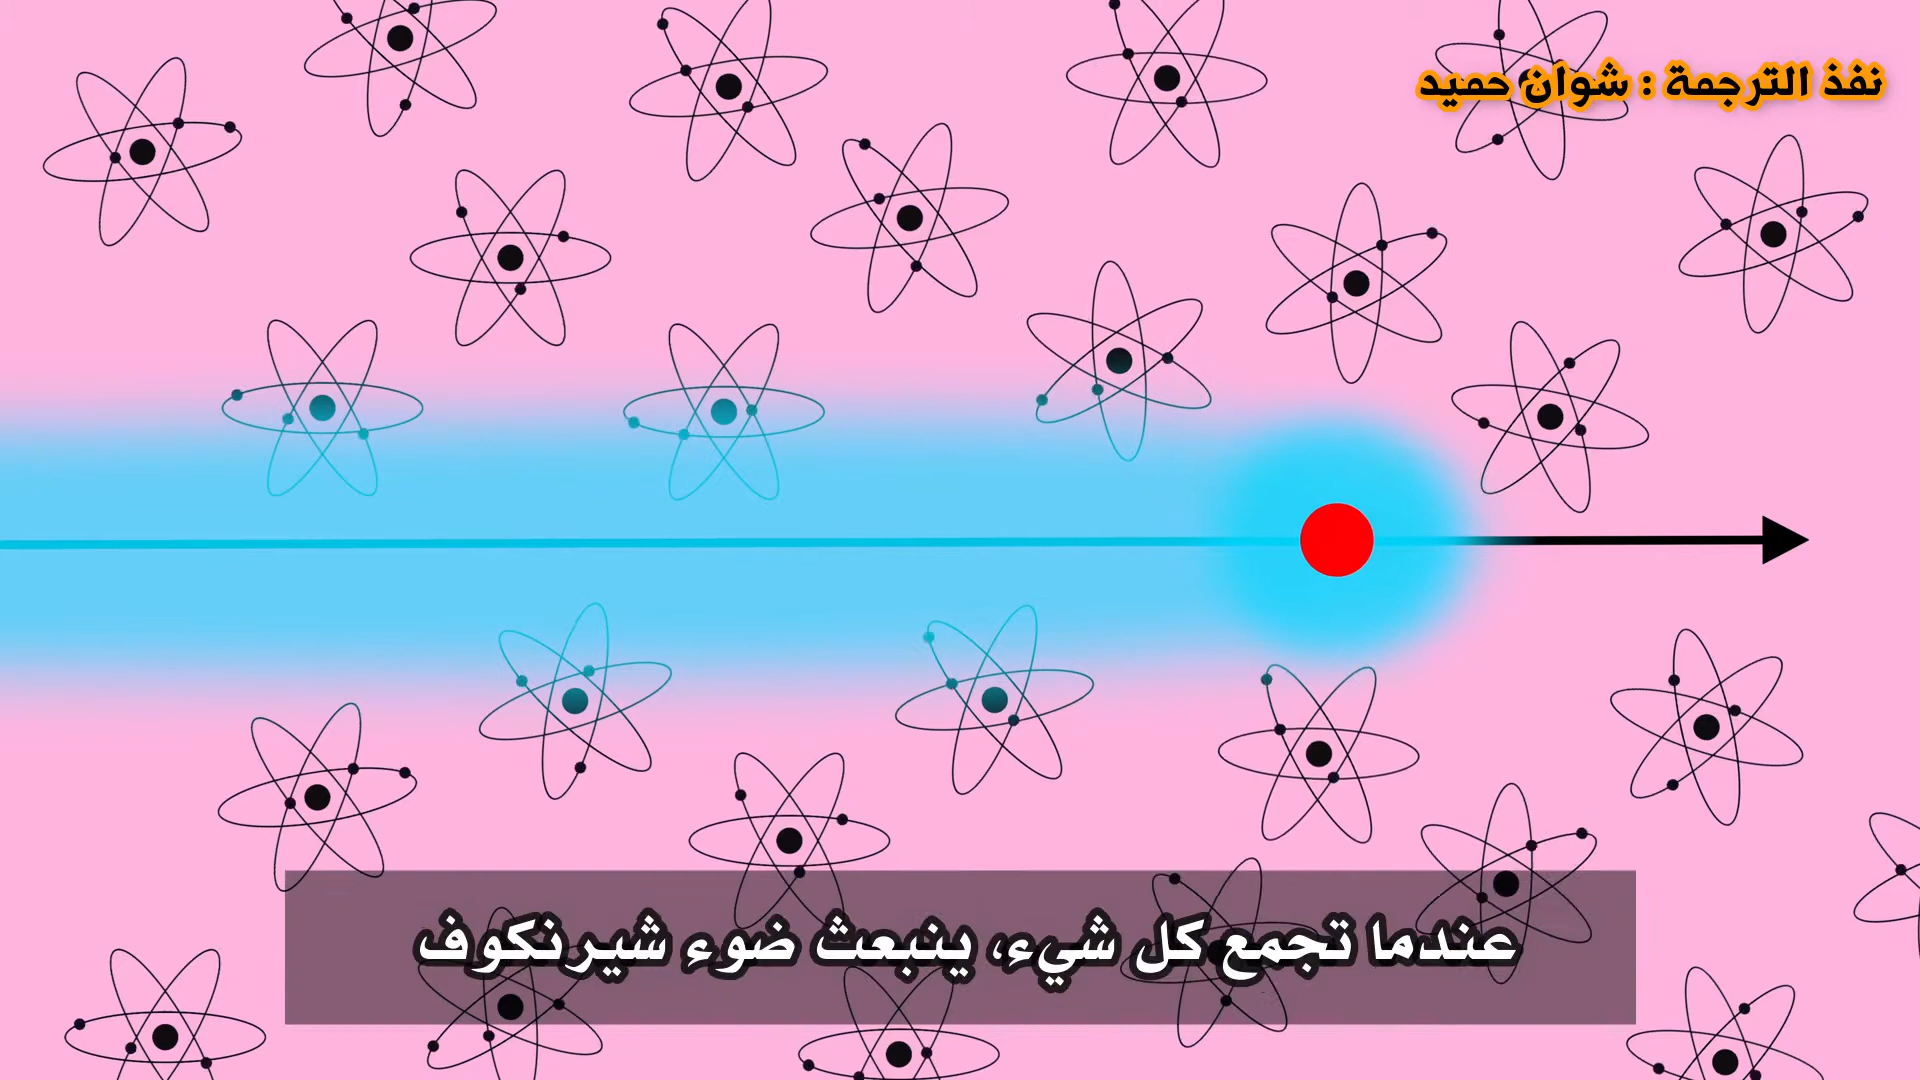 نفذ الترجمة : شوان حميد
عندما تجمع كل شيء، ينبعث ضوء شيرنكوف